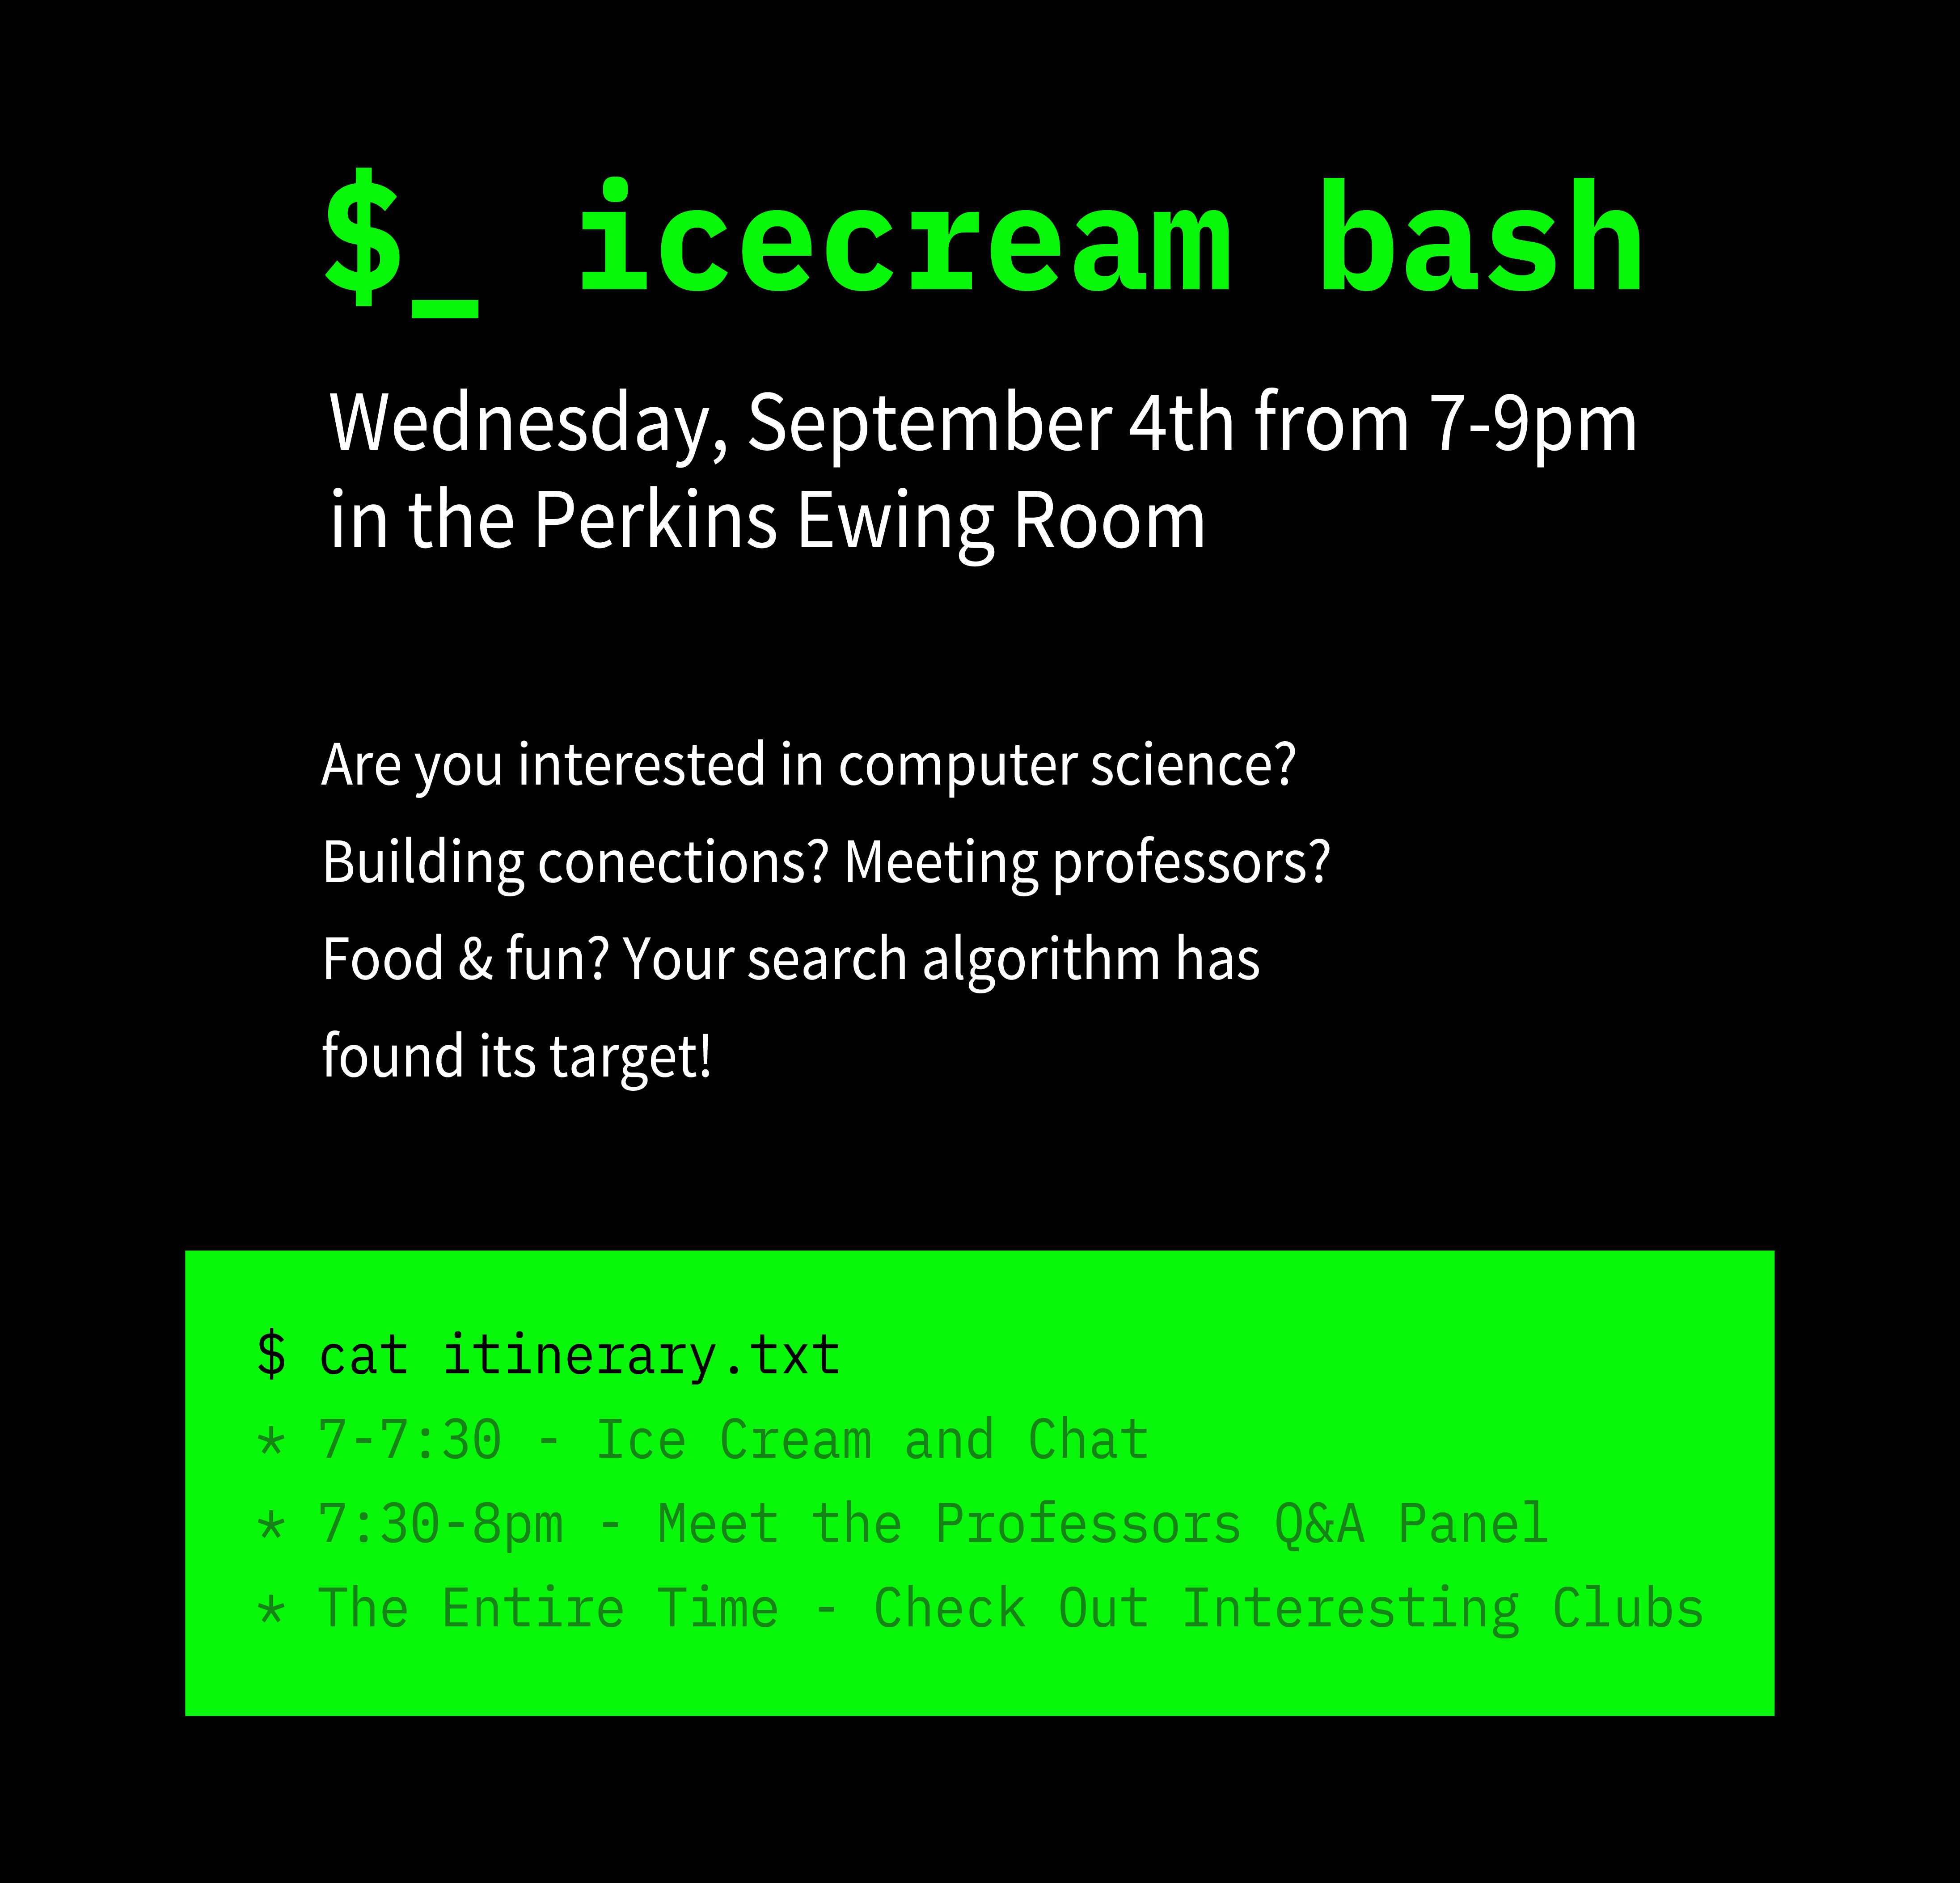 $_ icecream bash
Wednesday, September 4th from 7-9pm
in the Perkins Ewing Room
Are you interested in computer science?
Building conections? Meeting professors?
Food & fun? Your search algorithm has
found its target!
$ cat itinerary.txt
* 7-7:30 - Ice Cream and Chat
* 7:30-8pm - Meet the Professors Q&A Panel
* The Entire Time - Check Out Interesting Clubs